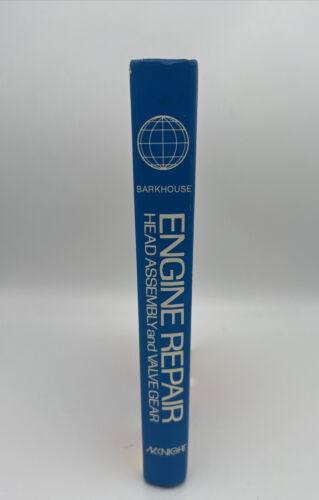 BARKHOUSE
ENGINE REPAIR
HEAD ASSEMBLY and VALVE GEAR
McKNIGHT